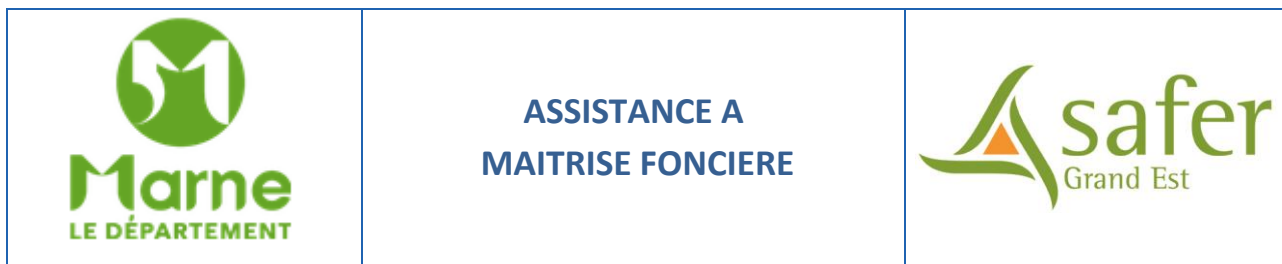 Marne
LE DÉPARTEMENT
ASSISTANCE A
MAITRISE FONCIERE
safer
Grand Est